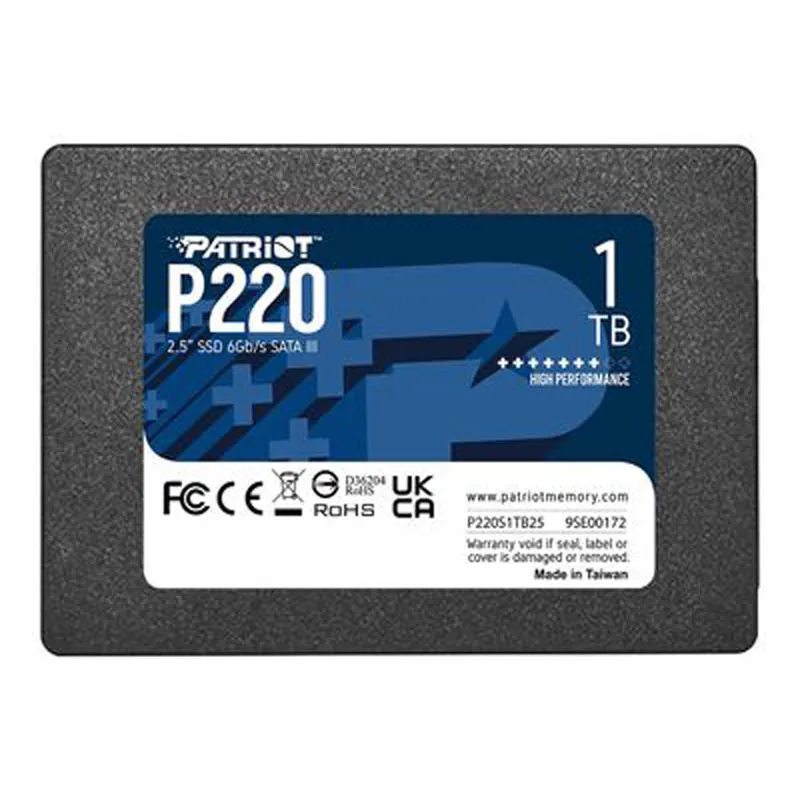 PATRIOT™
P220
2.5" SSD 6Gb/s SATA III
1
TB
HIGH PERFORMANCE
FC CE D36204 RoHS RoHS UK CA
www.patriotmemory.com
P220S1TB25 9SE00172
Warranty void if seal, label or
cover is damaged or removed.
Made in Taiwan